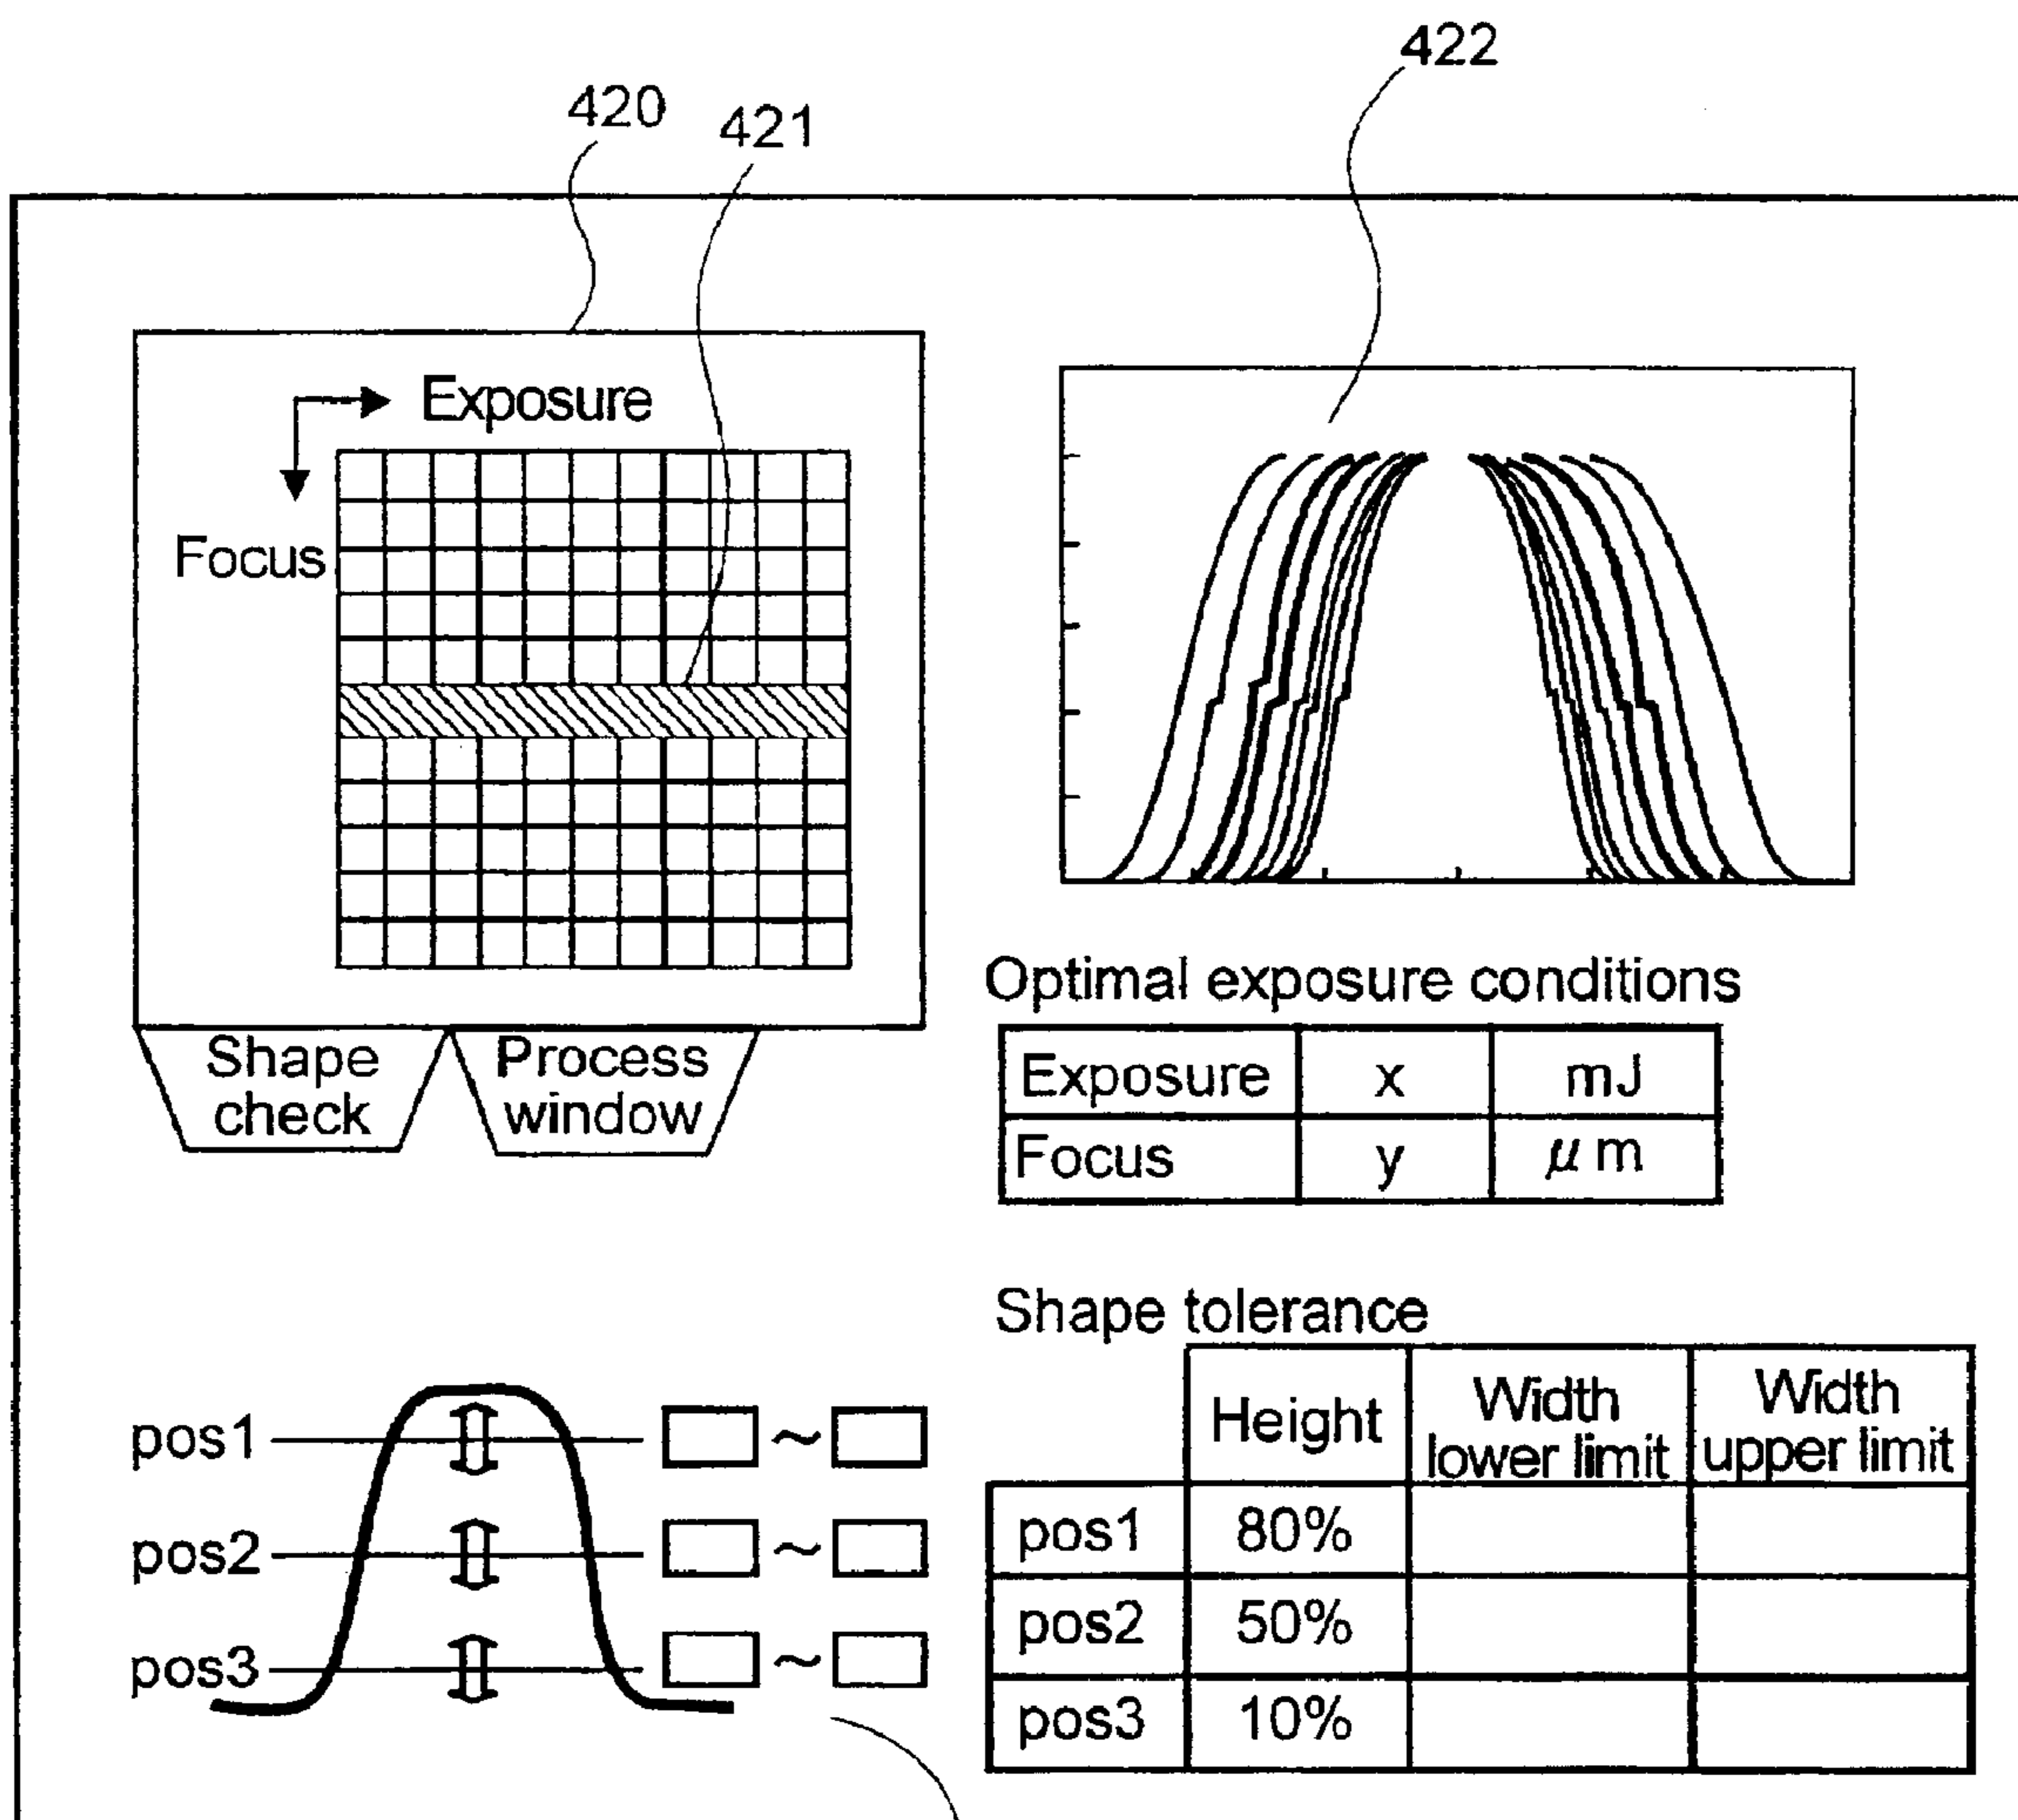 422
420
421
Exposure
Focus
Shape
check
Process
window
Optimal exposure conditions
Exposure x mJ
Focus y μm
pos1 ~
pos2 ~
pos3 ~
Shape tolerance
Height Width lower limit Width upper limit
pos1 80%
pos2 50%
pos3 10%